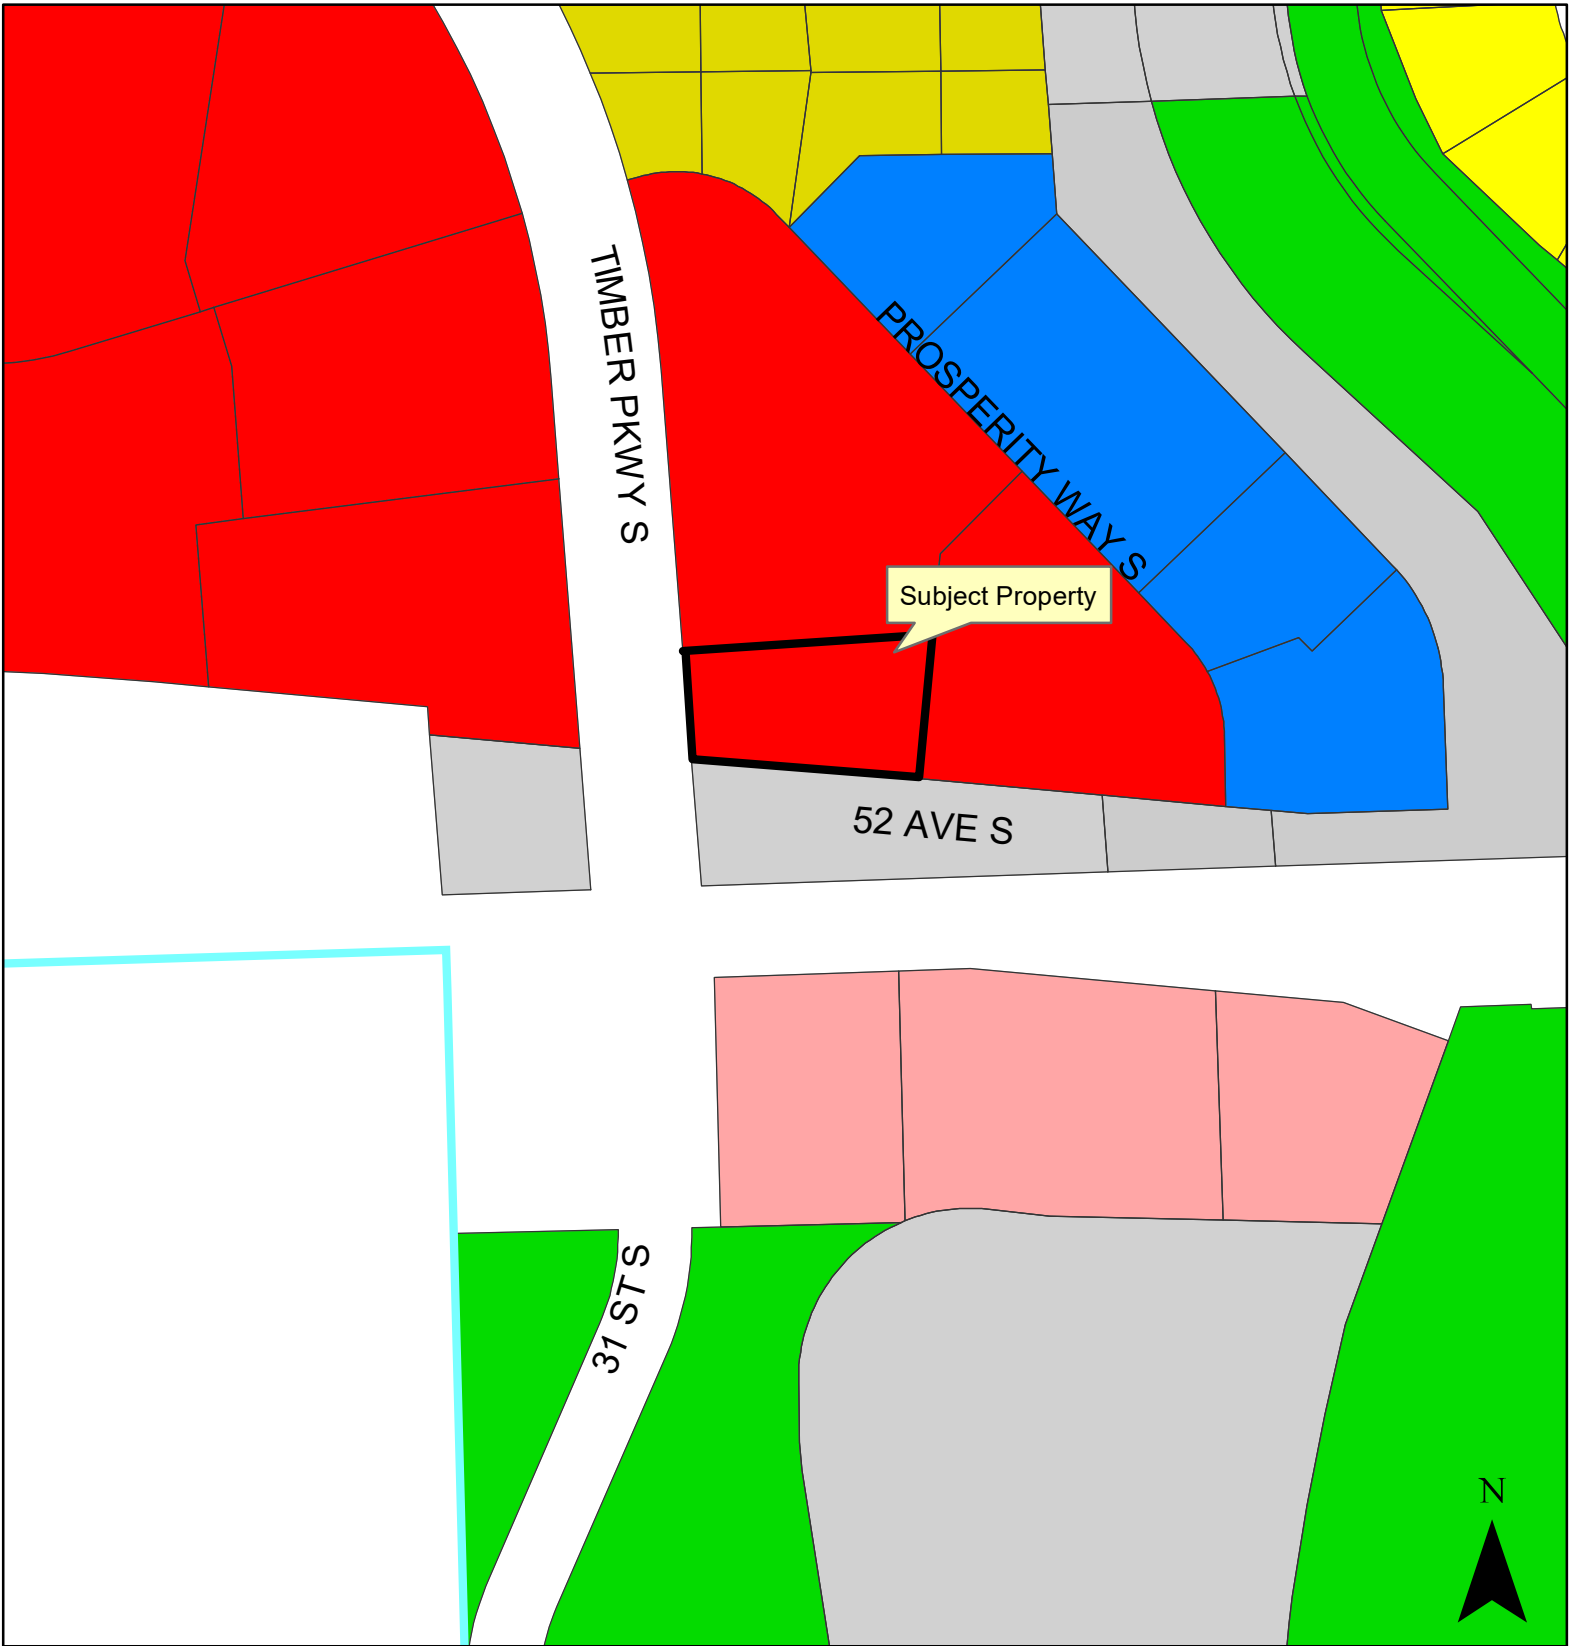 TIMBER PKWY S
PROSPERITY WAY S
Subject Property
52 AVE S
31 ST S
N